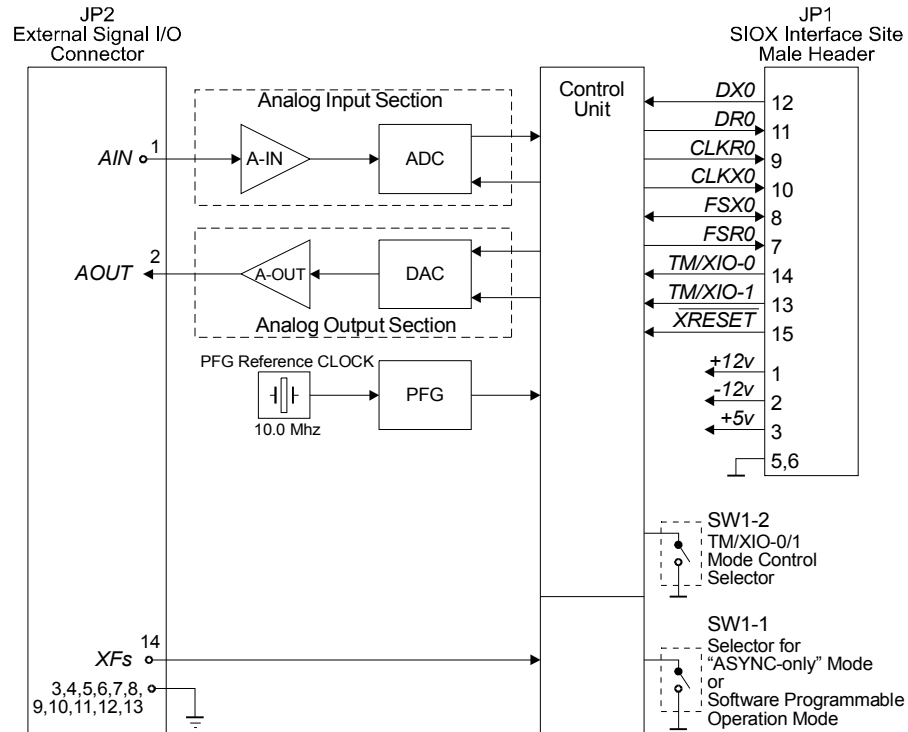 JP2
External Signal I/O
Connector
JP1
SIOX Interface Site
Male Header
Analog Input Section
AIN
1
A-IN
ADC
AOUT
2
A-OUT
DAC
Analog Output Section
PFG Reference CLOCK
10.0 Mhz
PFG
Control
Unit
DX0
12
DR0
11
CLKR0
9
CLKX0
10
FSX0
8
FSR0
7
TM/XIO-0
14
TM/XIO-1
13
XRESET
15
+12v
1
-12v
2
+5v
3
5,6
SW1-2
TM/XIO-0/1
Mode Control
Selector
SW1-1
Selector for
“ASYNC-only” Mode
or
Software Programmable
Operation Mode
XFs
14
3,4,5,6,7,8,
9,10,11,12,13